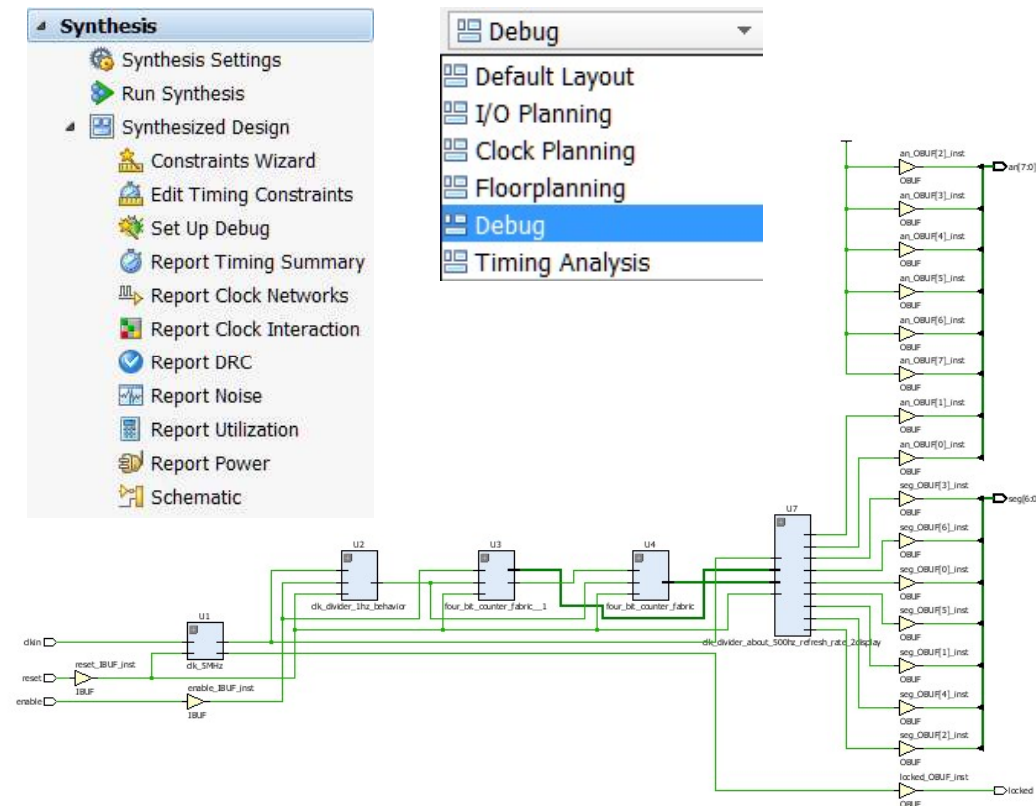 Synthesis
Synthesis Settings
Run Synthesis
Synthesized Design
Constraints Wizard
Edit Timing Constraints
Set Up Debug
Report Timing Summary
Report Clock Networks
Report Clock Interaction
Report DRC
Report Noise
Report Utilization
Report Power
Schematic
Debug
Default Layout
I/O Planning
Clock Planning
Floorplanning
Debug
Timing Analysis
an_OBUF[2]_inst
OBUF
an[7:0]
an_OBUF[3]_inst
OBUF
an_OBUF[4]_inst
OBUF
an_OBUF[5]_inst
OBUF
an_OBUF[6]_inst
OBUF
an_OBUF[7]_inst
OBUF
an_OBUF[1]_inst
OBUF
an_OBUF[0]_inst
OBUF
seg_OBUF[3]_inst
OBUF
seg[6:0
seg_OBUF[6]_inst
OBUF
seg_OBUF[0]_inst
OBUF
seg_OBUF[5]_inst
OBUF
seg_OBUF[1]_inst
OBUF
seg_OBUF[4]_inst
OBUF
seg_OBUF[2]_inst
OBUF
locked_OBUF_inst
OBUF
locked
U7
clk_divider_about_500hz_refresh_rate_2display
U2
clk_divider_1hz_behavior
U3
four_bit_counter_fabric__1
U4
four_bit_counter_fabric
U1
clk_5MHz
clkin
reset
reset_IBUF_inst
IBUF
enable
enable_IBUF_inst
IBUF